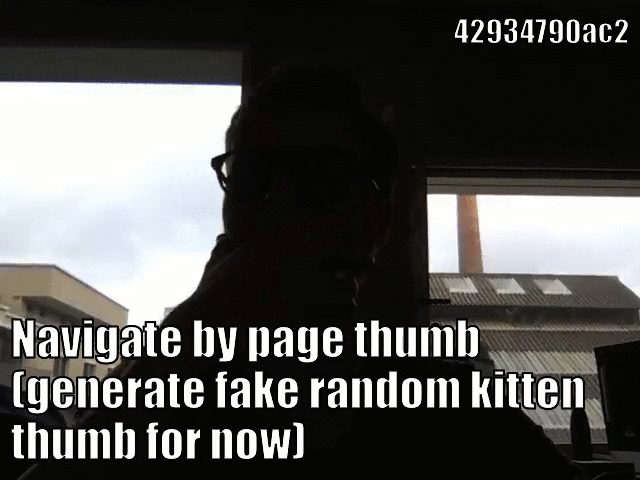 42934790ac2
Navigate by page thumb
(generate fake random kitten
thumb for now)